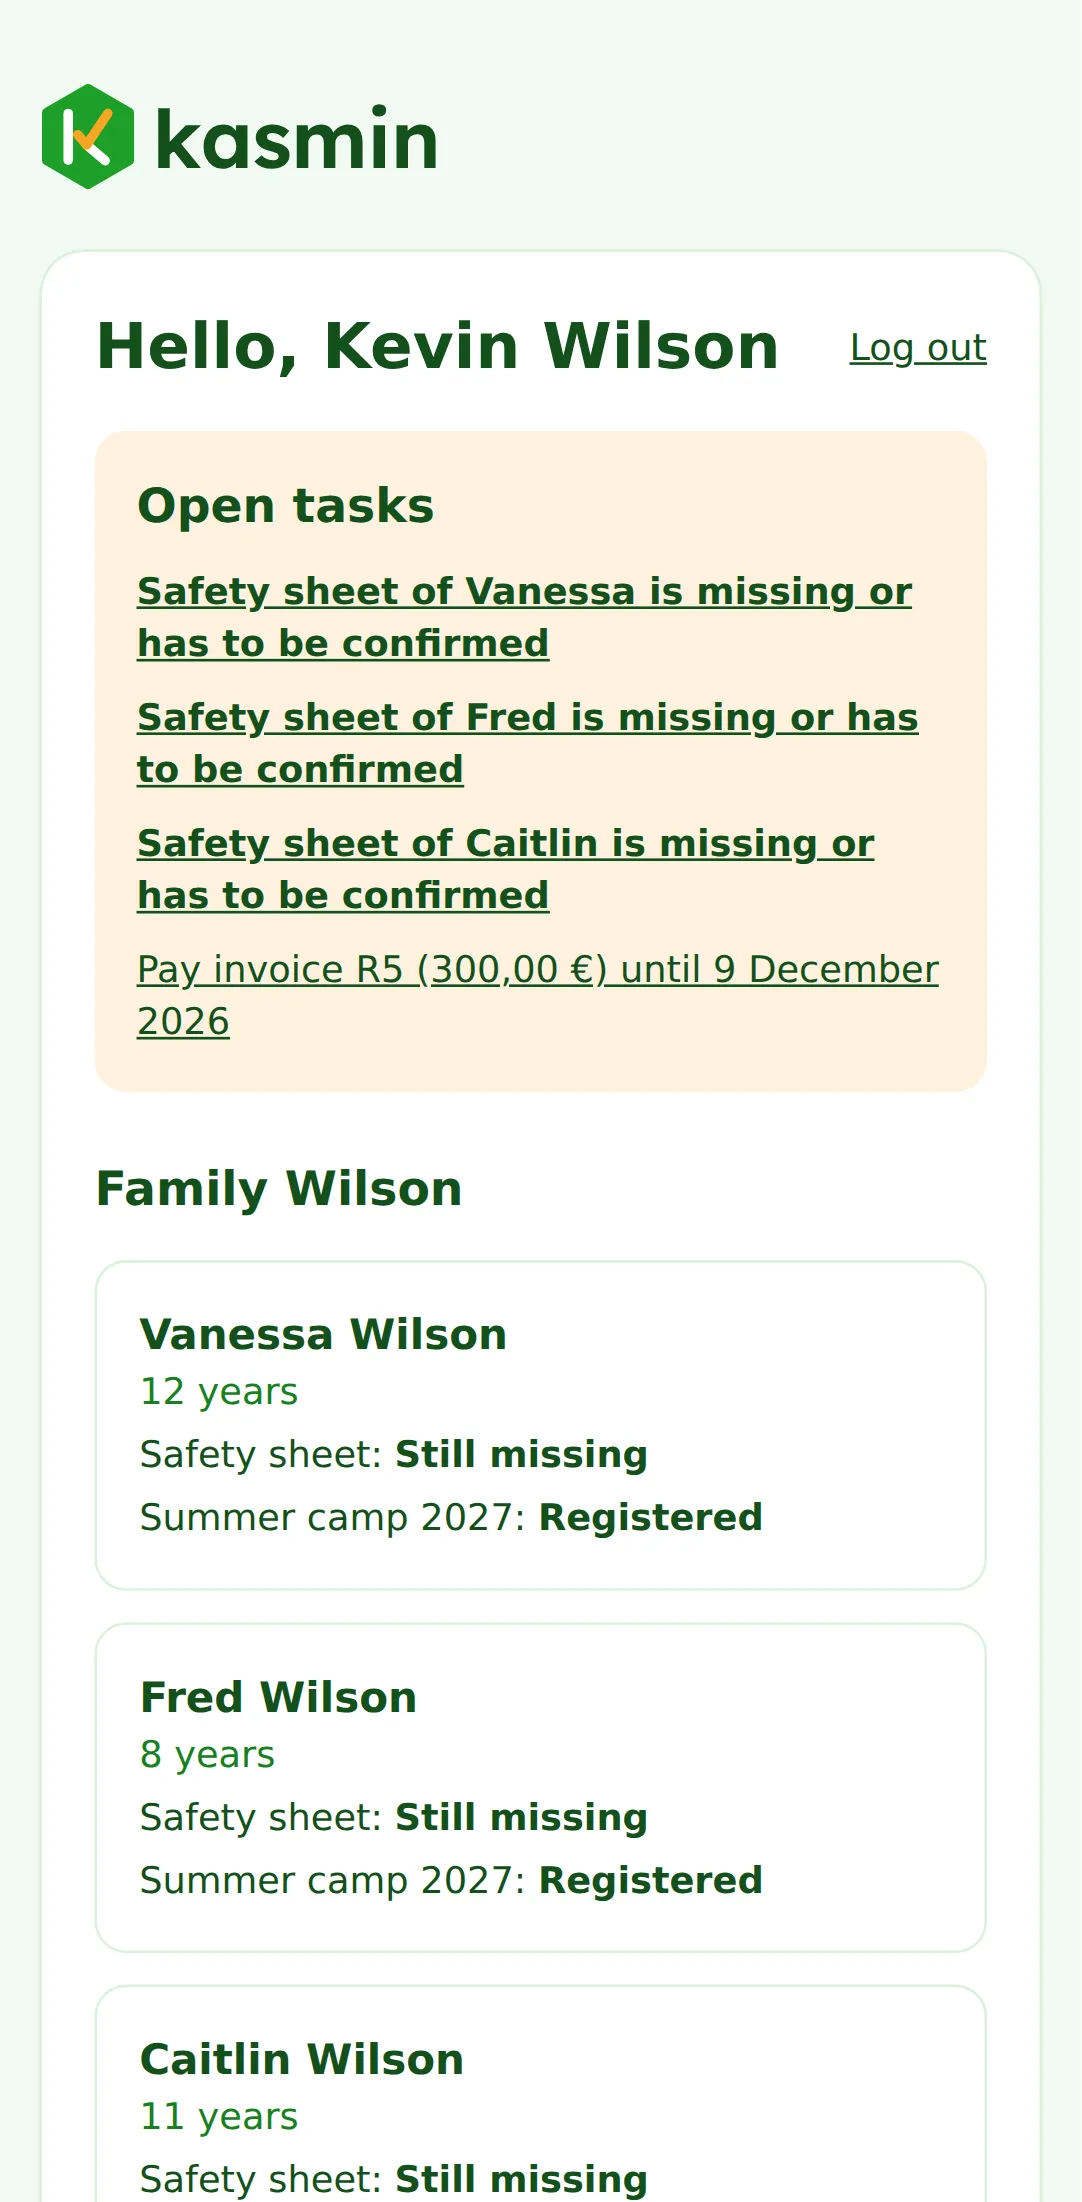 kasmin
Hello, Kevin Wilson
Log out
Open tasks
Safety sheet of Vanessa is missing or
has to be confirmed
Safety sheet of Fred is missing or has
to be confirmed
Safety sheet of Caitlin is missing or
has to be confirmed
Pay invoice R5 (300,00 €) until 9 December
2026
Family Wilson
Vanessa Wilson
12 years
Safety sheet: Still missing
Summer camp 2027: Registered
Fred Wilson
8 years
Safety sheet: Still missing
Summer camp 2027: Registered
Caitlin Wilson
11 years
Safety sheet: Still missing